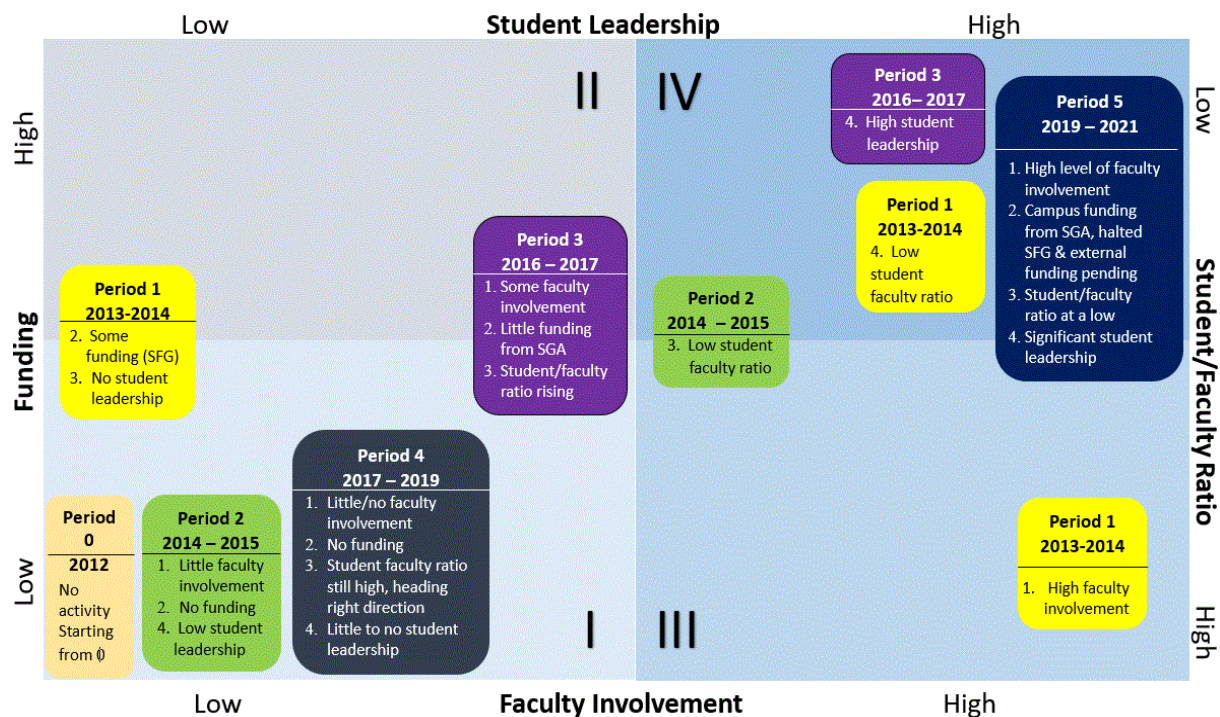 Low Student Leadership High
II IV
High
Funding
Low
Low
Student/Faculty Ratio
High
Period 3
2016– 2017
4. High student
leadership
Period 5
2019 – 2021
1. High level of faculty
involvement
2. Campus funding
from SGA, halted
SFG & external
funding pending
3. Student/faculty
ratio at a low
4. Significant student
leadership
Period 1
2013-2014
4. Low
student
faculty ratio
Period 3
2016 – 2017
1. Some faculty
involvement
2. Little funding
from SGA
3. Student/faculty
ratio rising
Period 1
2013-2014
2. Some
funding (SFG)
3. No student
leadership
Period 2
2014 – 2015
3. Low student
faculty ratio
Period 4
2017 – 2019
1. Little/no faculty
involvement
2. No funding
3. Student faculty ratio
still high, heading
right direction
4. Little to no student
leadership
Period
0
2012
No
activity
Starting
from 0
Period 2
2014 – 2015
1. Little faculty
involvement
2. No funding
4. Low student
leadership
Period 1
2013-2014
1. High faculty
involvement
I III
Low Faculty Involvement High